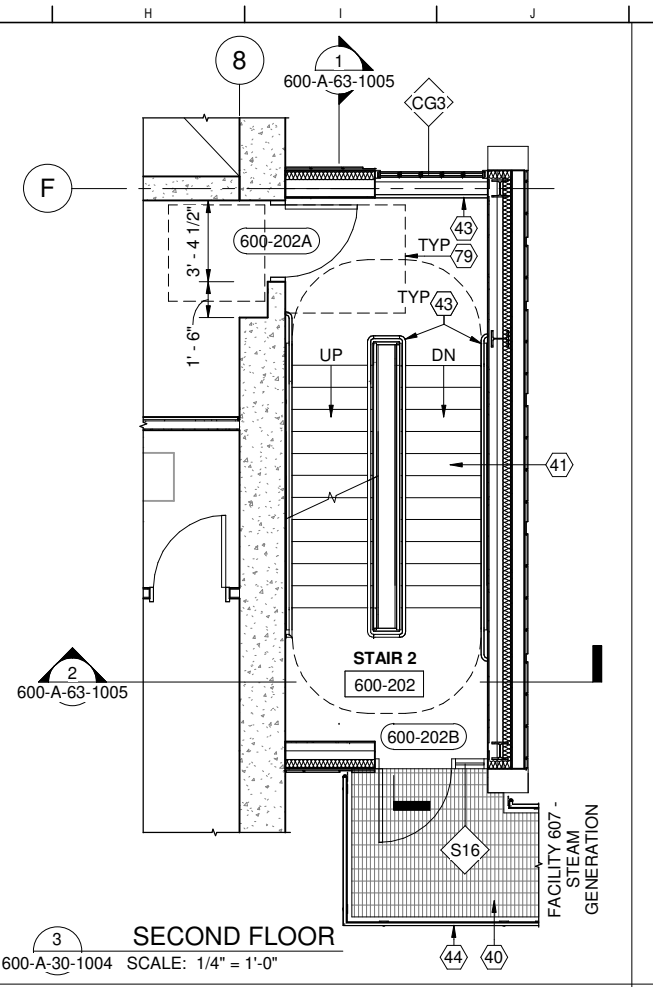 H
I
J
8
1
600-A-63-1005
CG3
F
43
3' - 4 1/2"
600-202A
TYP
79
TYP
43
1' - 6"
UP
DN
41
STAIR 2
600-202
2
600-A-63-1005
600-202B
S16
FACILITY 607 -
STEAM
GENERATION
3
SECOND FLOOR
600-A-30-1004
SCALE: 1/4" = 1'-0"
44
40